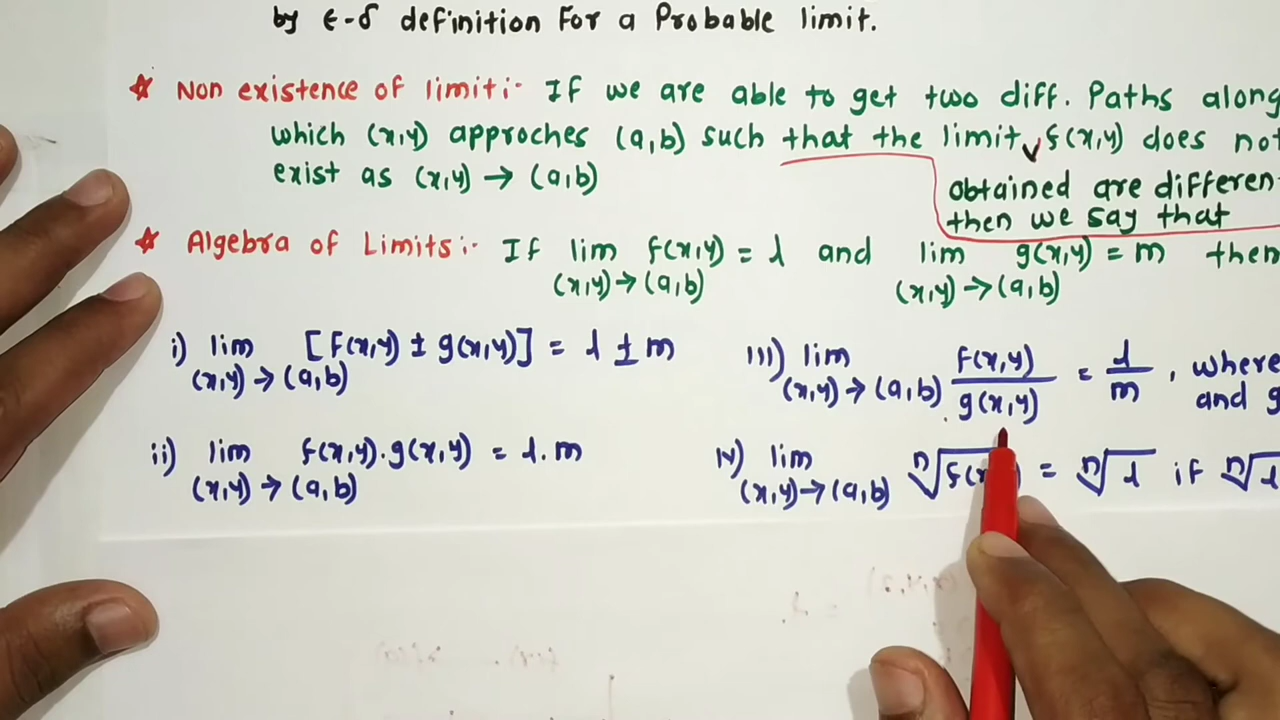 by ϵ-δ definition For a Probable limit.
☆ Non existence of limit:- If we are able to get two diff. Paths along
which (x,y) approches (a,b) such that the limit ✓ f(x,y) does not
exist as (x,y) → (a,b)
obtained are differen
then we say that
☆ Algebra of Limits:- If lim f(x,y) = l and lim g(x,y) = m then
(x,y)→(a,b) (x,y)→(a,b)
i) lim [f(x,y) ± g(x,y)] = l ± m
(x,y)→(a,b)
iii) lim f(x,y)/g(x,y) = l/m , where
(x,y)→(a,b) and g
ii) lim f(x,y).g(x,y) = l.m
(x,y)→(a,b)
iv) lim ⁿ√f( ) = ⁿ√l if ⁿ√l
(x,y)→(a,b)